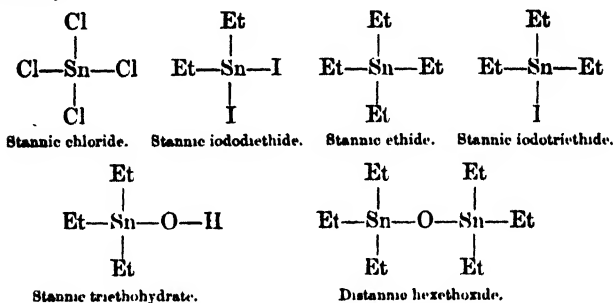 Cl Et Et Et
Cl—Sn—Cl Et—Sn—I Et—Sn—Et Et—Sn—Et
Cl I Et I
Stannic chloride. Stannic iododiethide. Stannic ethide. Stannic iodotriethide.
Et Et Et
Et—Sn—O—H Et—Sn—O—Sn—Et
Et Et Et
Stannic triethohydrate. Distannic hexethoxide.